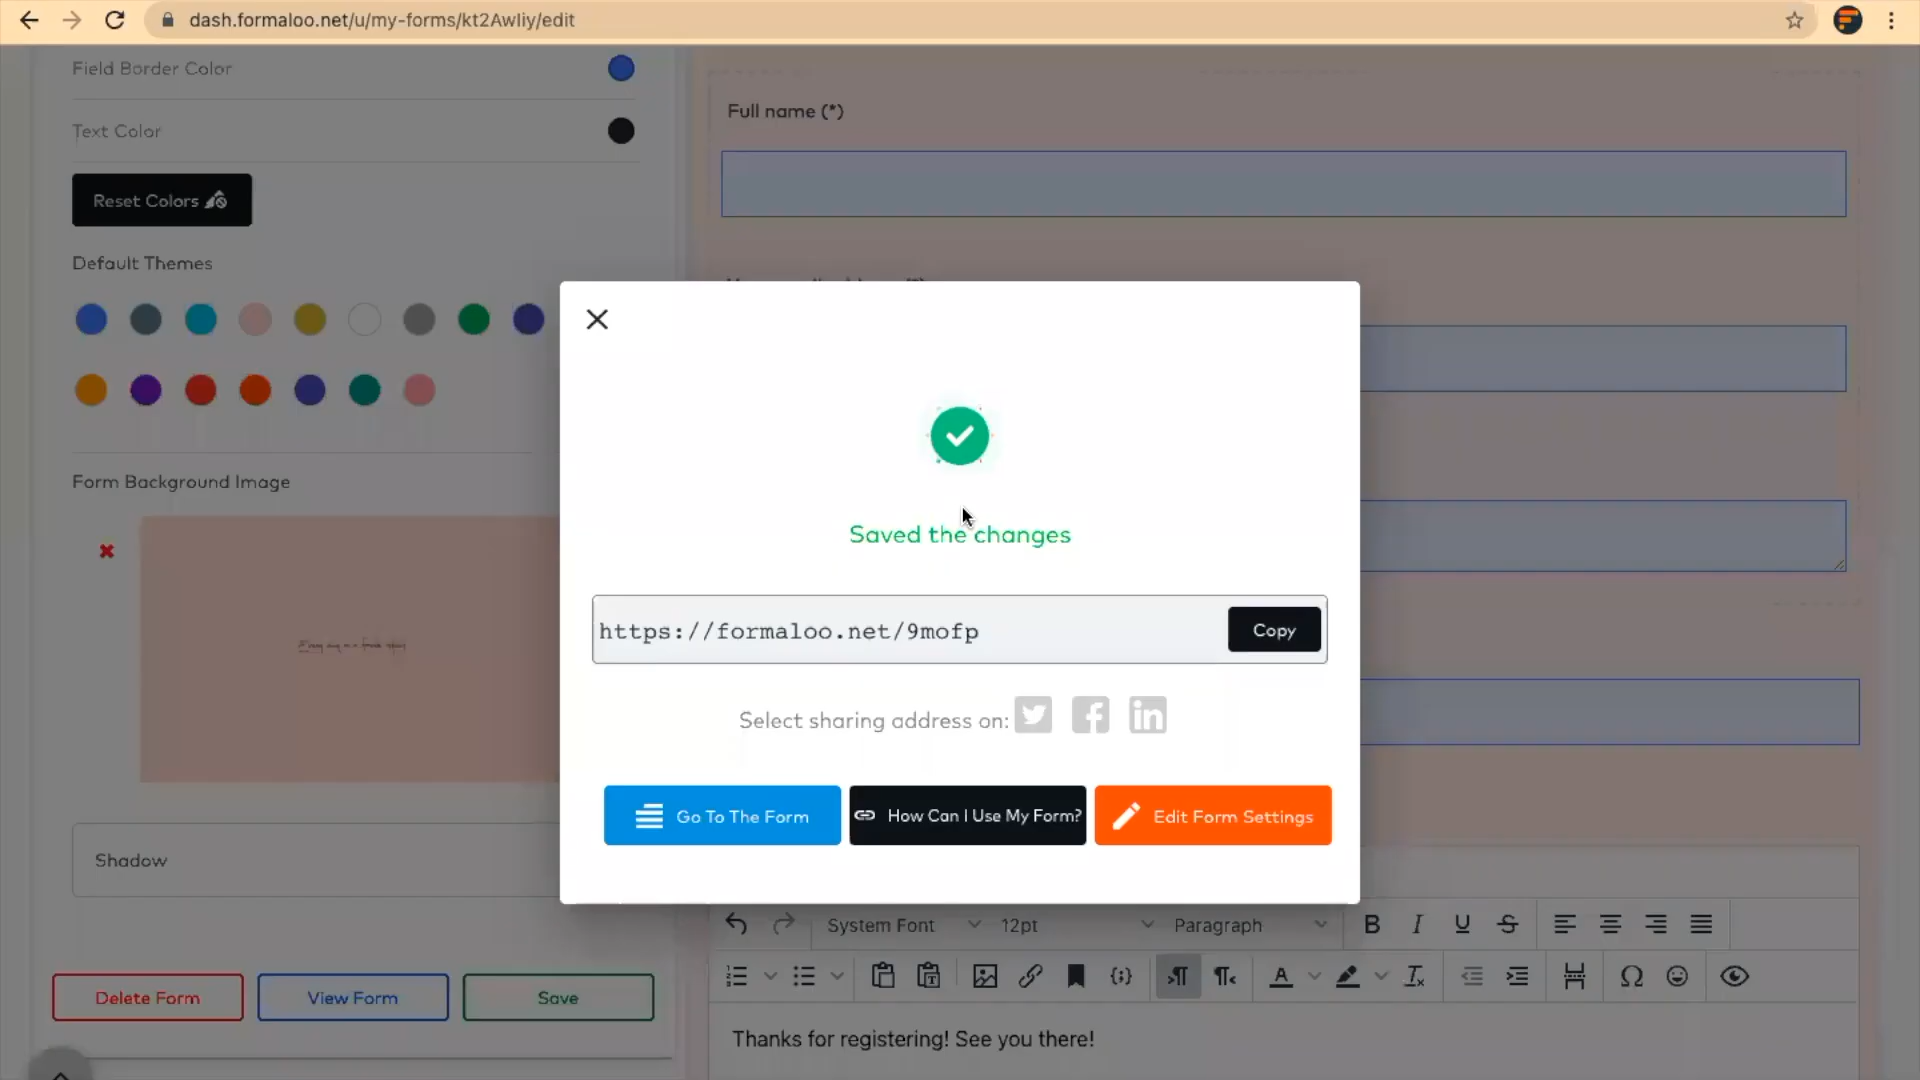 dash.formaloo.net/u/my-forms/kt2Awliy/edit
Field Border Color
Text Color
Reset Colors
Default Themes
Form Background Image
Shadow
Delete Form
View Form
Save
Full name (*)
Saved the changes
https://formaloo.net/9mofp
Copy
Select sharing address on:
Go To The Form
How Can I Use My Form?
Edit Form Settings
System Font
12pt
Paragraph
Thanks for registering! See you there!